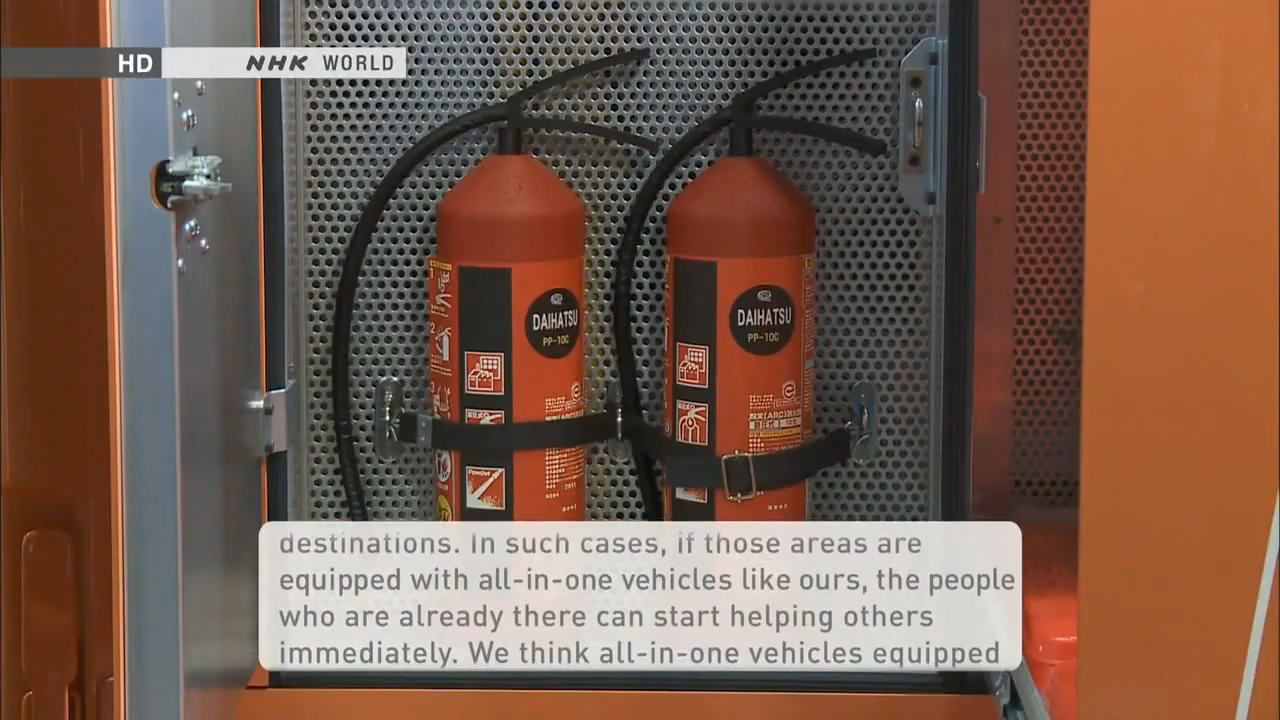 HD NHK WORLD
DAIHATSU
PP-100
DAIHATSU
PP-100
destinations. In such cases, if those areas are
equipped with all-in-one vehicles like ours, the people
who are already there can start helping others
immediately. We think all-in-one vehicles equipped